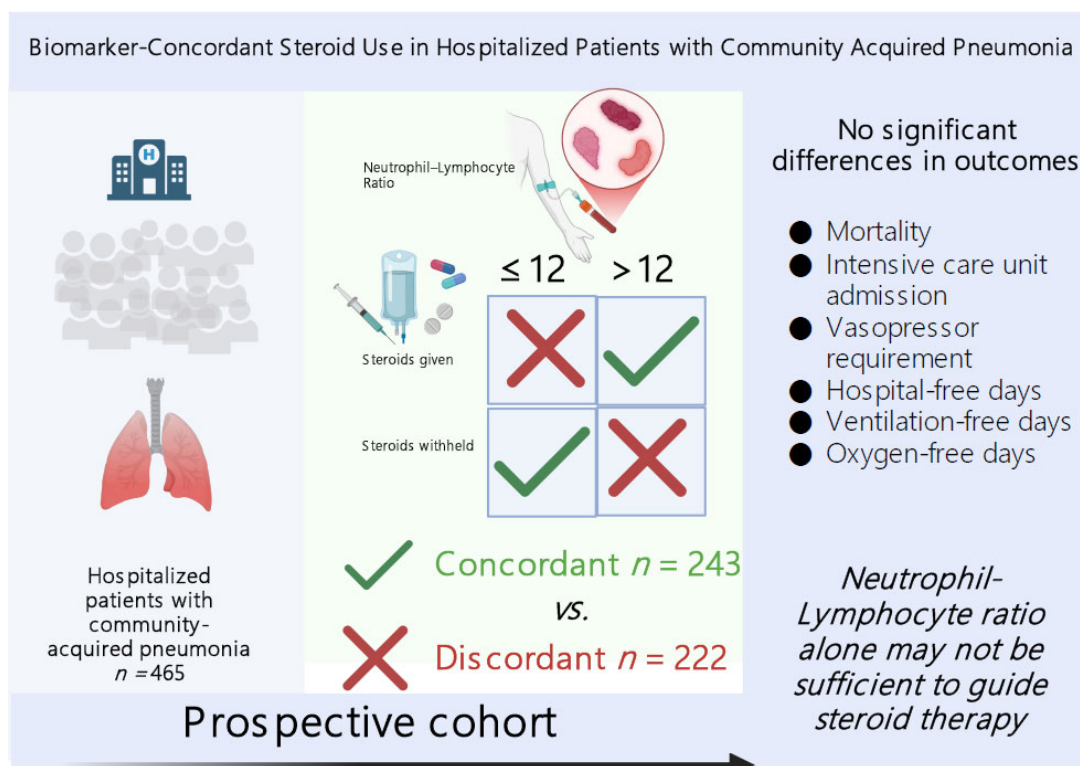 Biomarker-Concordant Steroid Use in Hospitalized Patients with Community Acquired Pneumonia
H
Hospitalized
patients with
community-
acquired pneumonia
n = 465
Neutrophil–Lymphocyte
Ratio
≤ 12 > 12
Steroids given
Steroids withheld
Concordant n = 243
vs.
Discordant n = 222
No significant
differences in outcomes
● Mortality
● Intensive care unit
admission
● Vasopressor
requirement
● Hospital-free days
● Ventilation-free days
● Oxygen-free days
Neutrophil-
Lymphocyte ratio
alone may not be
sufficient to guide
steroid therapy
Prospective cohort